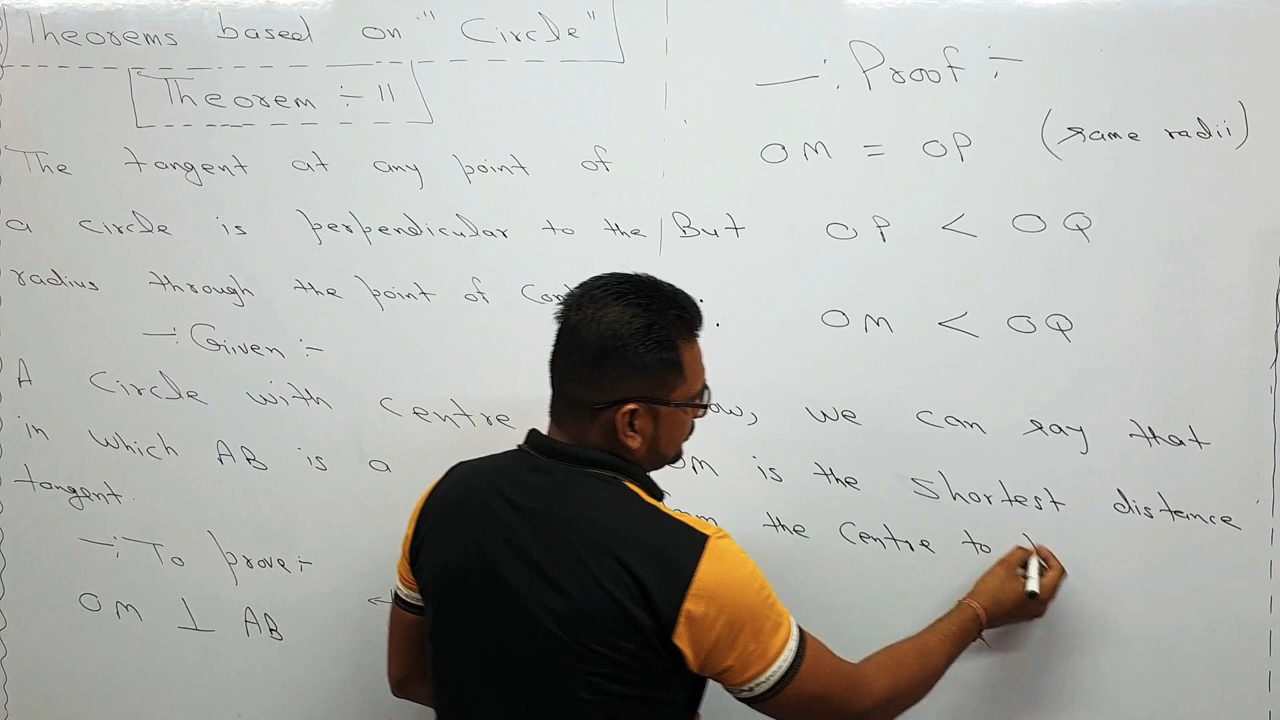 Theorems based on "Circle"
Theorem :- 11
The tangent at any point of
a circle is perpendicular to the
radius through the point of
-: Given :-
A Circle with Centre
in which AB is a
tangent.
-: To prove:-
OM ⊥ AB
-: Proof :-
OM = OP (same radii)
But OP < OQ
OM < OQ
we can say that
OM is the shortest distance
the Centre to